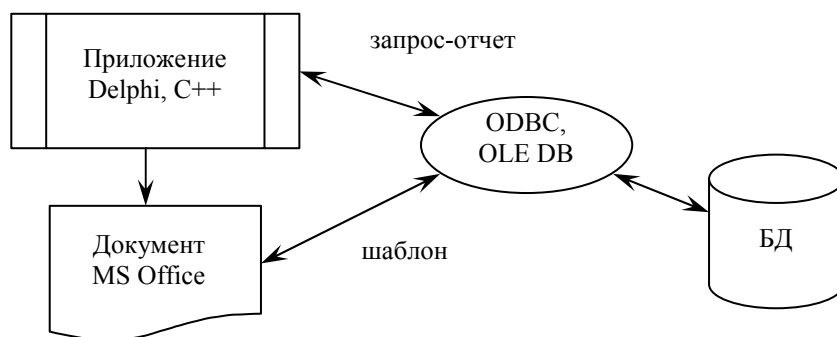 запрос-отчет
Приложение
Delphi, C++
ODBC,
OLE DB
Документ
MS Office
шаблон
БД